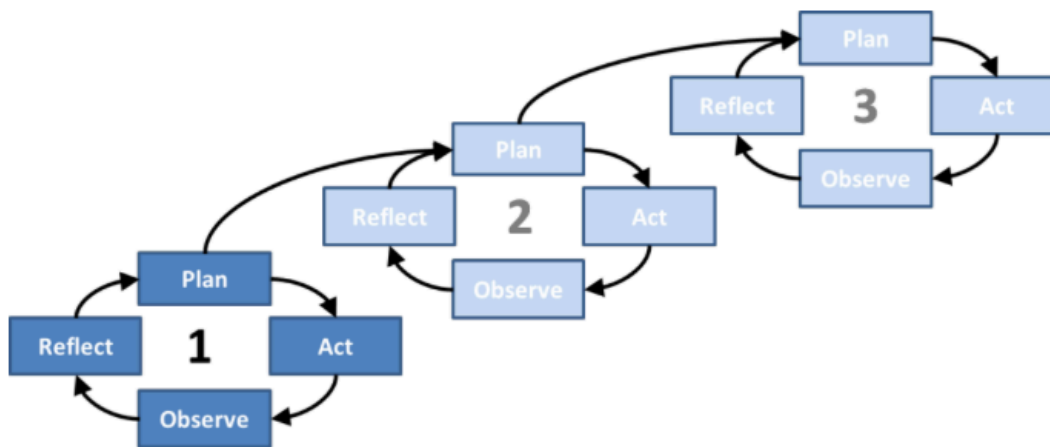 Plan
Reflect
3
Act
Observe
Plan
Reflect
2
Act
Observe
Plan
Reflect
1
Act
Observe